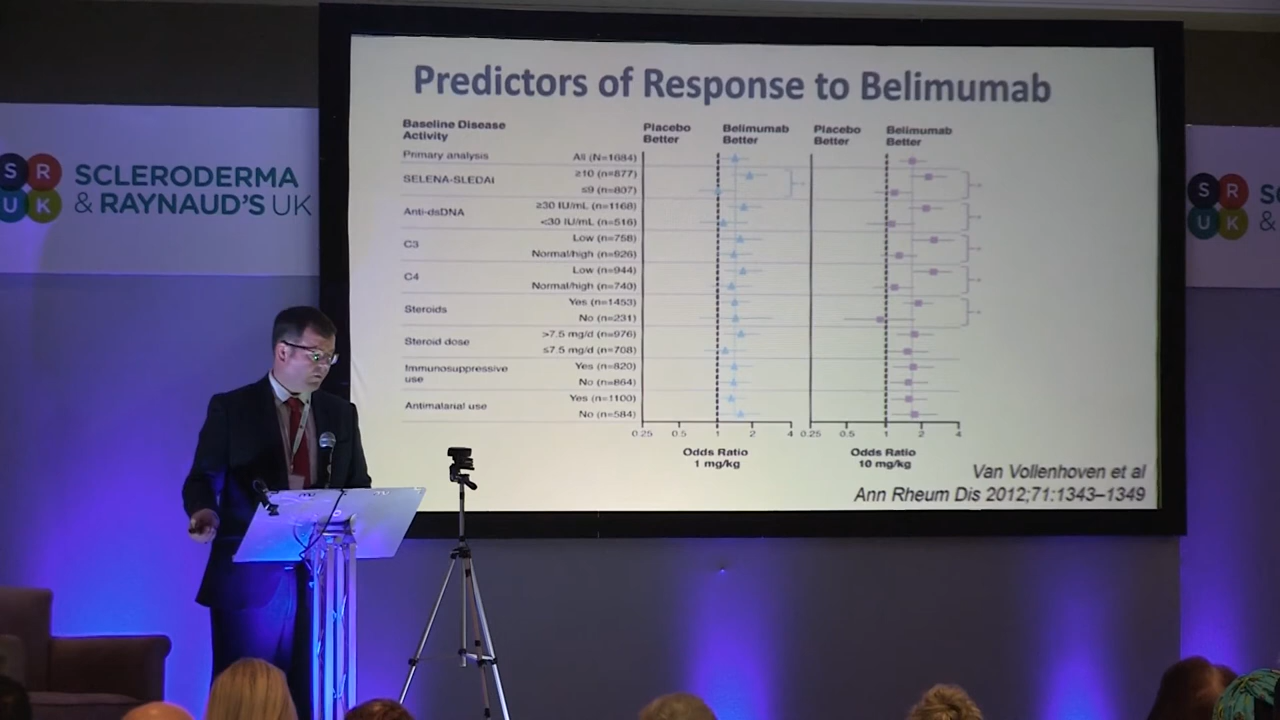 Predictors of Response to Belimumab
Baseline Disease Activity
Placebo Better
Belimumab Better
Placebo Better
Belimumab Better
Primary analysis
All (N=1684)
SELENA-SLEDAI
≥10 (n=877)
≤9 (n=807)
Anti-dsDNA
≥30 IU/mL (n=1168)
<30 IU/mL (n=516)
C3
Low (n=758)
Normal/high (n=926)
C4
Low (n=944)
Normal/high (n=740)
Steroids
Yes (n=1453)
No (n=231)
Steroid dose
>7.5 mg/d (n=976)
≤7.5 mg/d (n=708)
Immunosuppressive use
Yes (n=820)
No (n=864)
Antimalarial use
Yes (n=1100)
No (n=584)
0.25 0.5 1 2 4
0.25 0.5 1 2 4
Odds Ratio
1 mg/kg
Odds Ratio
10 mg/kg
Van Vollenhoven et al
Ann Rheum Dis 2012;71:1343–1349
SR
UK
SCLERODERMA
& RAYNAUD'S UK
SR
UK
&